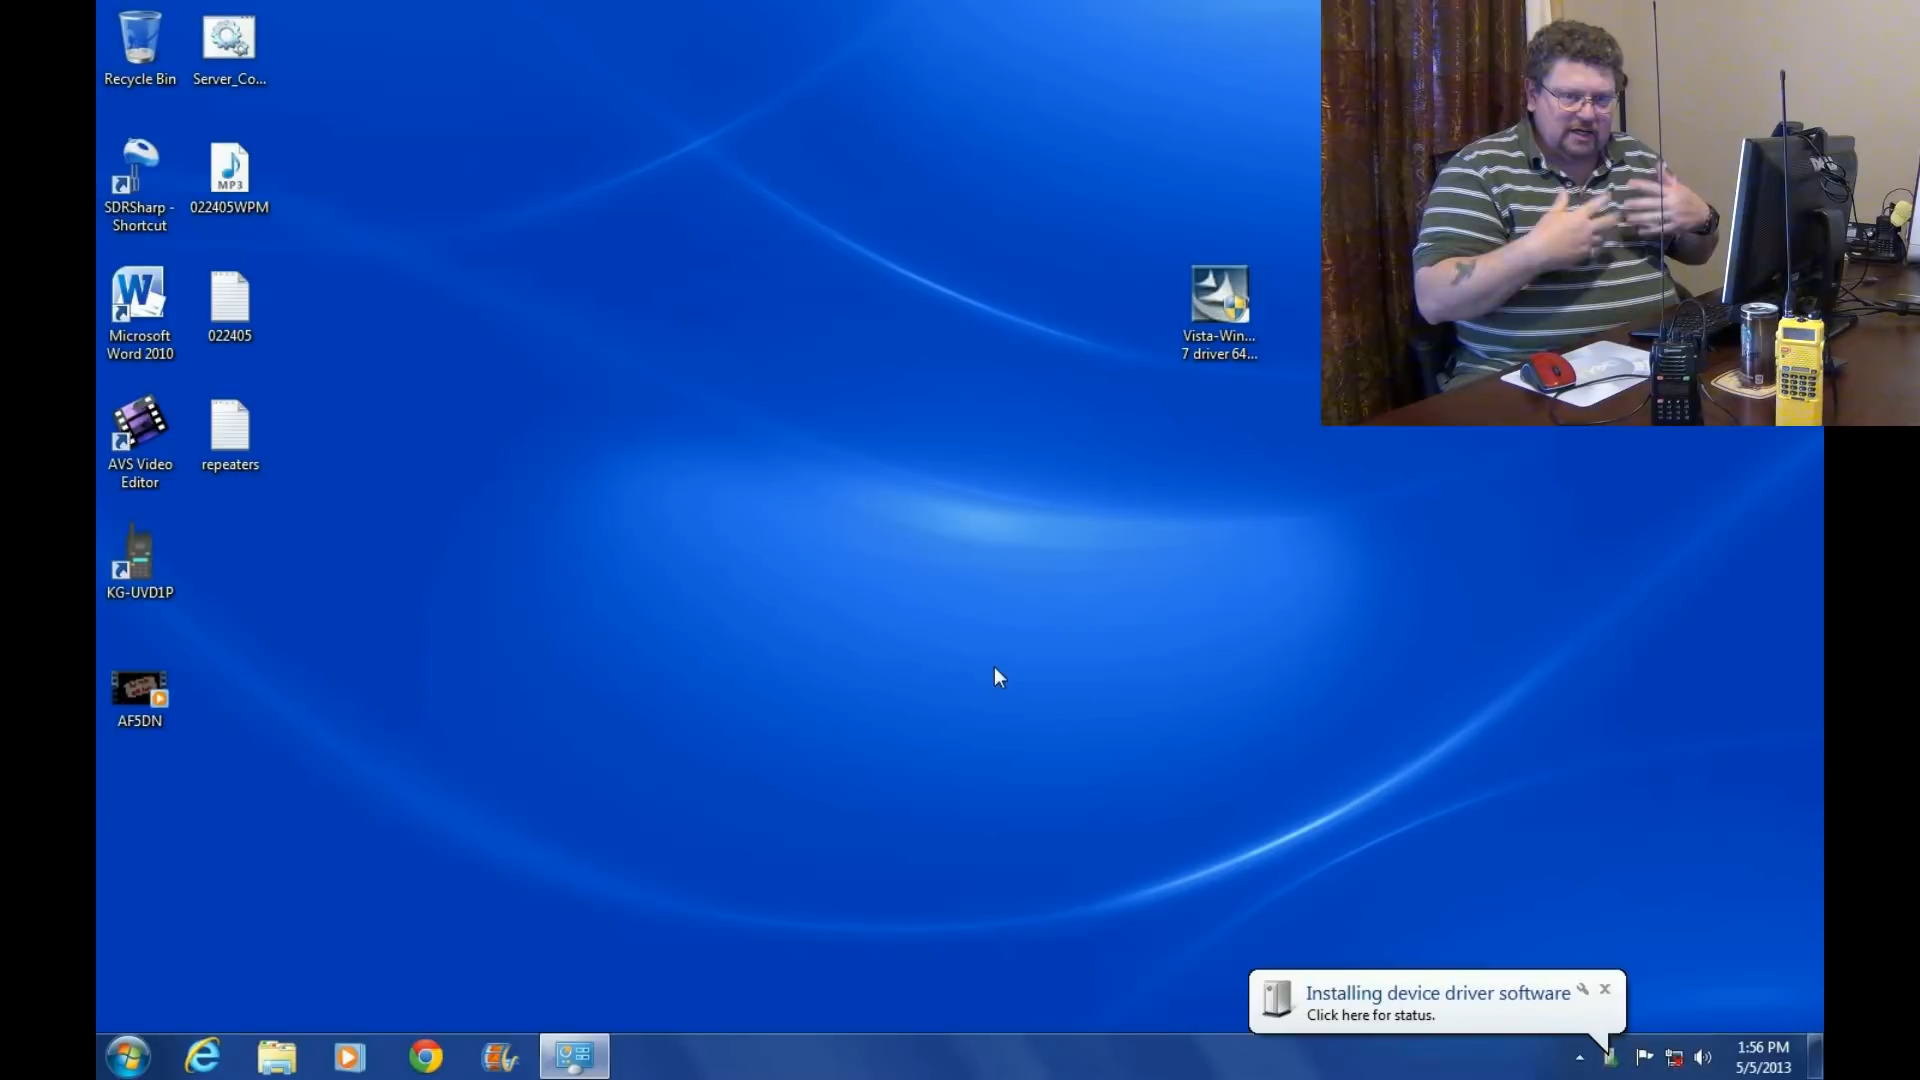 Recycle Bin
Server_Co...
SDRSharp -
Shortcut
MP3
022405WPM
W
Microsoft
Word 2010
022405
Vista-Win...
7 driver 64...
AVS Video
Editor
repeaters
KG-UVD1P
AF5DN
Installing device driver software
Click here for status.
1:56 PM
5/5/2013